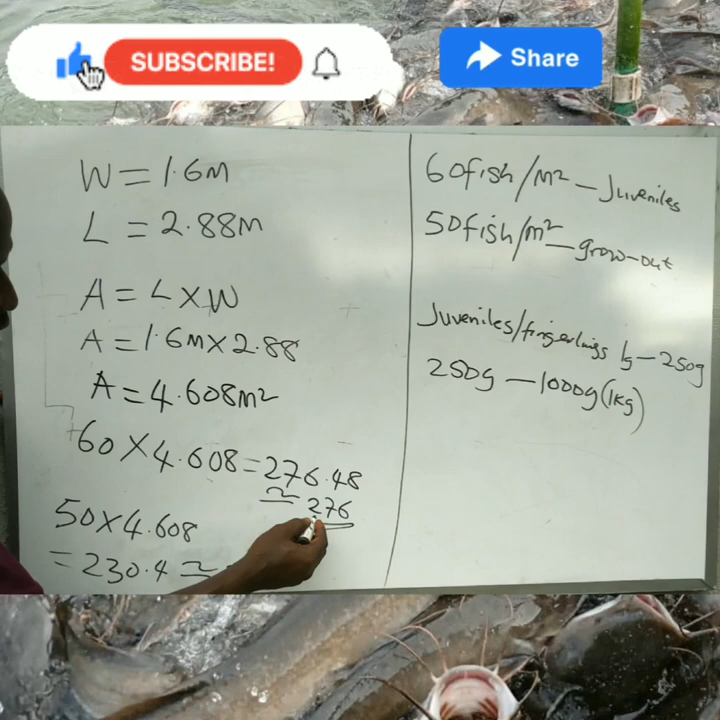 SUBSCRIBE!
Share
W = 1.6m
L = 2.88m
A = L x W
A = 1.6m x 2.88
A = 4.608m²
60 x 4.608 = 276.48
≃ 276
50 x 4.608
= 230.4 ≃
60fish/m² - Juveniles
50fish/m² - grow-out
Juveniles/fingerlings 1g - 250g
250g - 1000g (1kg)